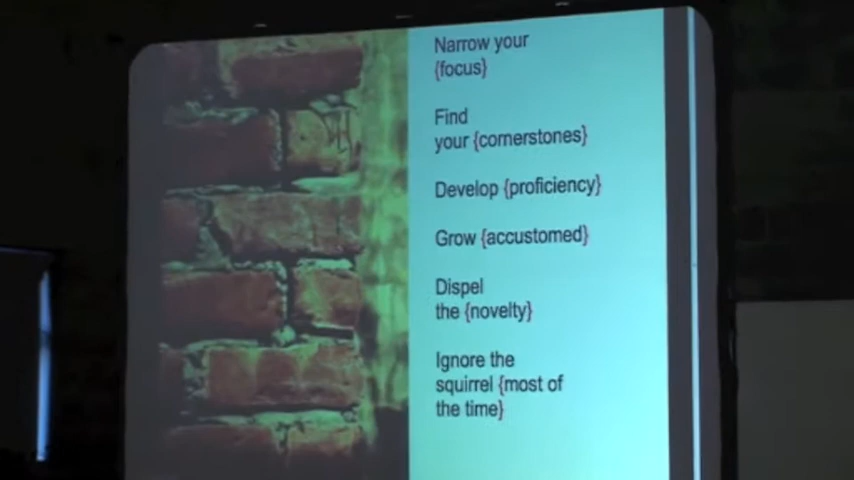 Narrow your
{focus}
Find
your {cornerstones}
Develop {proficiency}
Grow {accustomed}
Dispel
the {novelty}
Ignore the
squirrel {most of
the time}